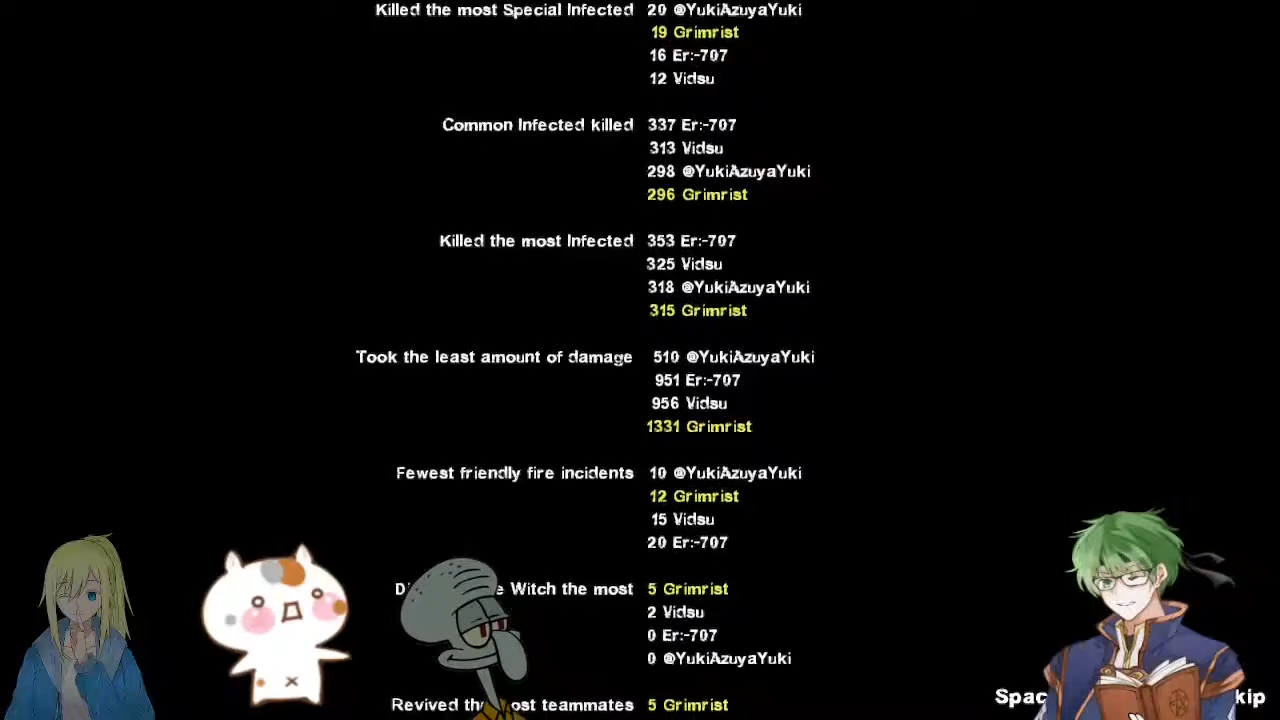 Killed the most Special Infected 20 @YukiAzuyaYuki
19 Grimrist
16 Er:-707
12 Vidsu
Common Infected killed 337 Er:-707
313 Vidsu
298 @YukiAzuyaYuki
296 Grimrist
Killed the most Infected 353 Er:-707
325 Vidsu
318 @YukiAzuyaYuki
315 Grimrist
Took the least amount of damage 510 @YukiAzuyaYuki
951 Er:-707
956 Vidsu
1331 Grimrist
Fewest friendly fire incidents 10 @YukiAzuyaYuki
12 Grimrist
15 Vidsu
20 Er:-707
Witch the most 5 Grimrist
2 Vidsu
0 Er:-707
0 @YukiAzuyaYuki
Revived teammates 5 Grimrist